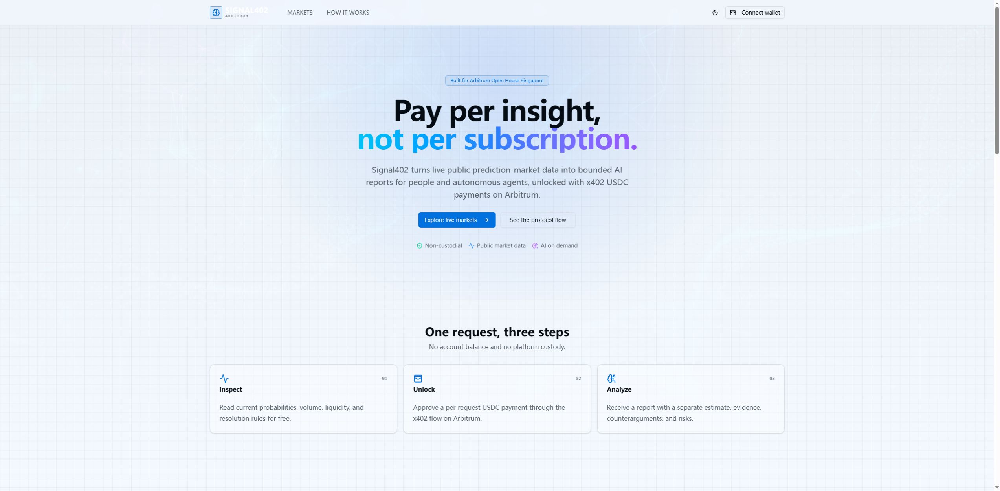 SIGNAL402
ARBITRUM
MARKETS
HOW IT WORKS
Connect wallet
Built for Arbitrum Open House Singapore
Pay per insight,
not per subscription.
Signal402 turns live public prediction-market data into bounded AI
reports for people and autonomous agents, unlocked with x402 USDC
payments on Arbitrum.
Explore live markets
See the protocol flow
Non-custodial
Public market data
AI on demand
One request, three steps
No account balance and no platform custody.
01
Inspect
Read current probabilities, volume, liquidity, and
resolution rules for free.
02
Unlock
Approve a per-request USDC payment through the
x402 flow on Arbitrum.
03
Analyze
Receive a report with a separate estimate, evidence,
counterarguments, and risks.